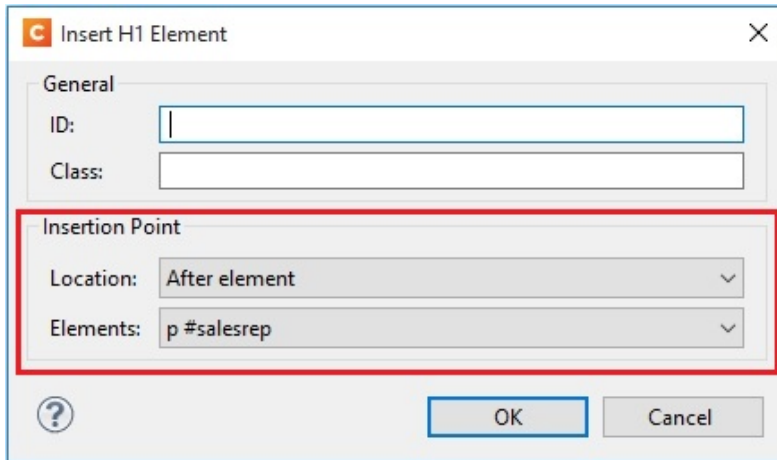 C Insert H1 Element
General
ID:
Class:
Insertion Point
Location: After element
Elements: p #salesrep
? OK Cancel